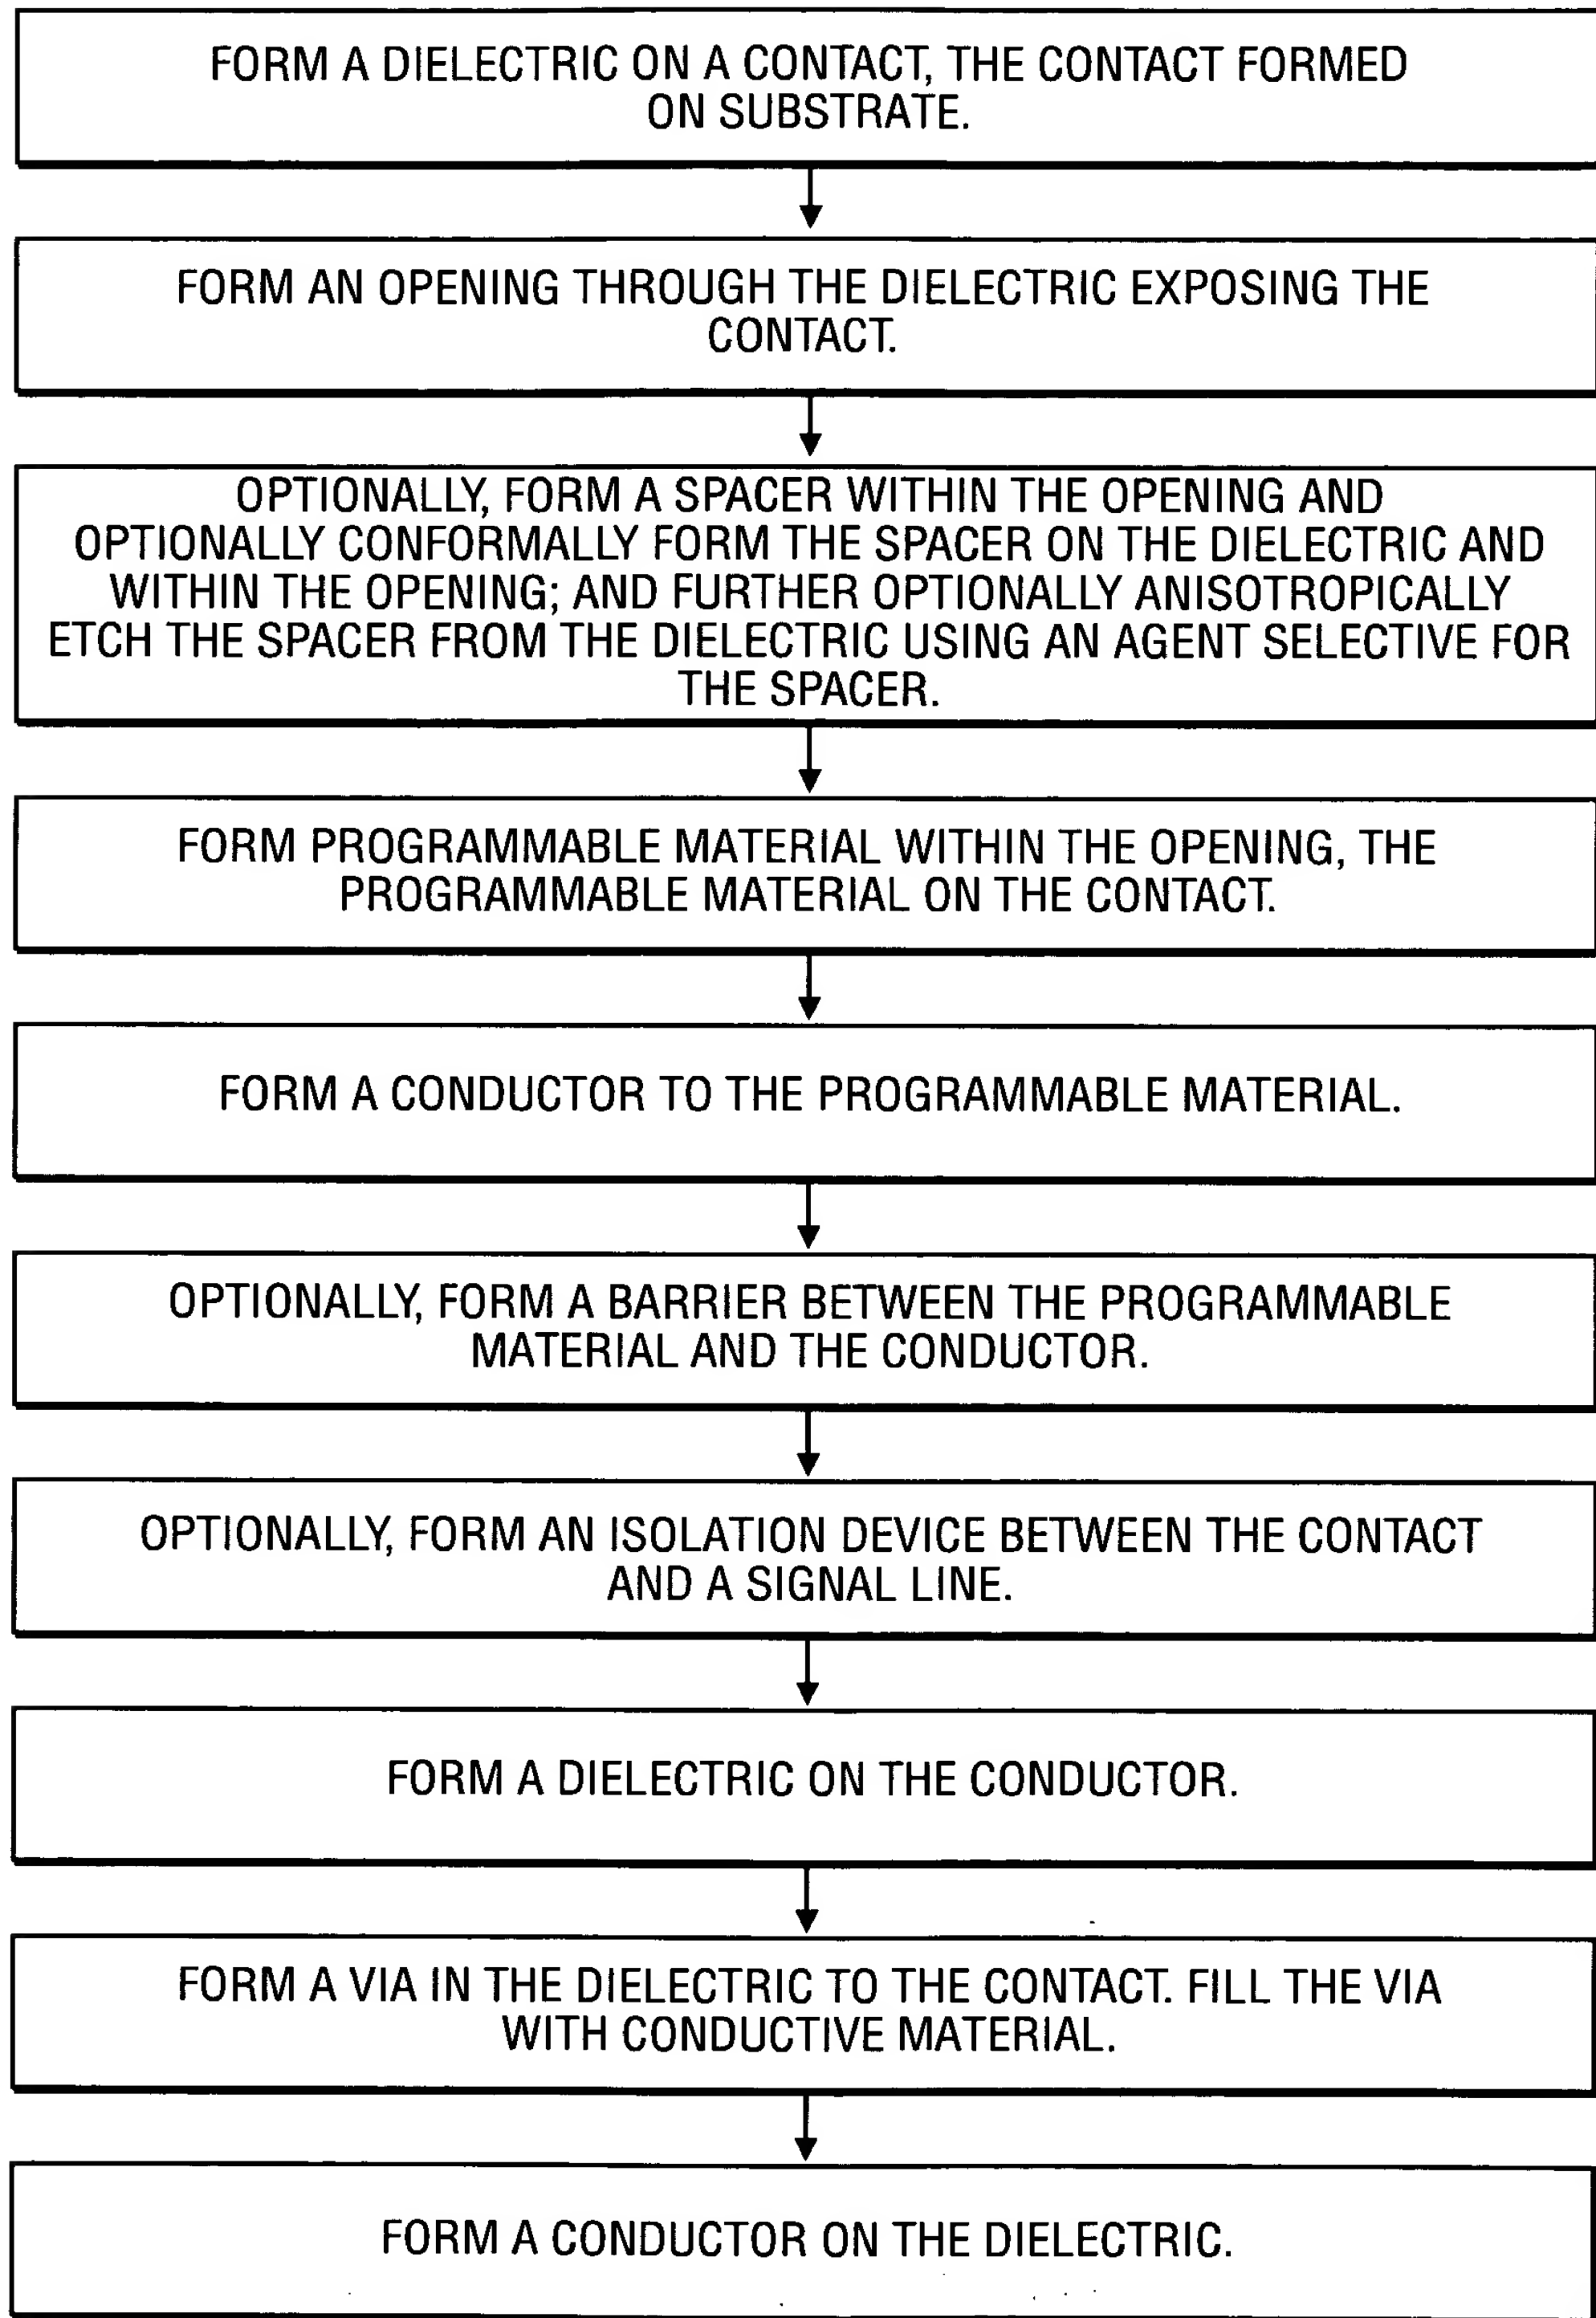 FORM A DIELECTRIC ON A CONTACT, THE CONTACT FORMED
ON SUBSTRATE.
FORM AN OPENING THROUGH THE DIELECTRIC EXPOSING THE
CONTACT.
OPTIONALLY, FORM A SPACER WITHIN THE OPENING AND
OPTIONALLY CONFORMALLY FORM THE SPACER ON THE DIELECTRIC AND
WITHIN THE OPENING; AND FURTHER OPTIONALLY ANISOTROPICALLY
ETCH THE SPACER FROM THE DIELECTRIC USING AN AGENT SELECTIVE FOR
THE SPACER.
FORM PROGRAMMABLE MATERIAL WITHIN THE OPENING, THE
PROGRAMMABLE MATERIAL ON THE CONTACT.
FORM A CONDUCTOR TO THE PROGRAMMABLE MATERIAL.
OPTIONALLY, FORM A BARRIER BETWEEN THE PROGRAMMABLE
MATERIAL AND THE CONDUCTOR.
OPTIONALLY, FORM AN ISOLATION DEVICE BETWEEN THE CONTACT
AND A SIGNAL LINE.
FORM A DIELECTRIC ON THE CONDUCTOR.
FORM A VIA IN THE DIELECTRIC TO THE CONTACT. FILL THE VIA
WITH CONDUCTIVE MATERIAL.
FORM A CONDUCTOR ON THE DIELECTRIC.